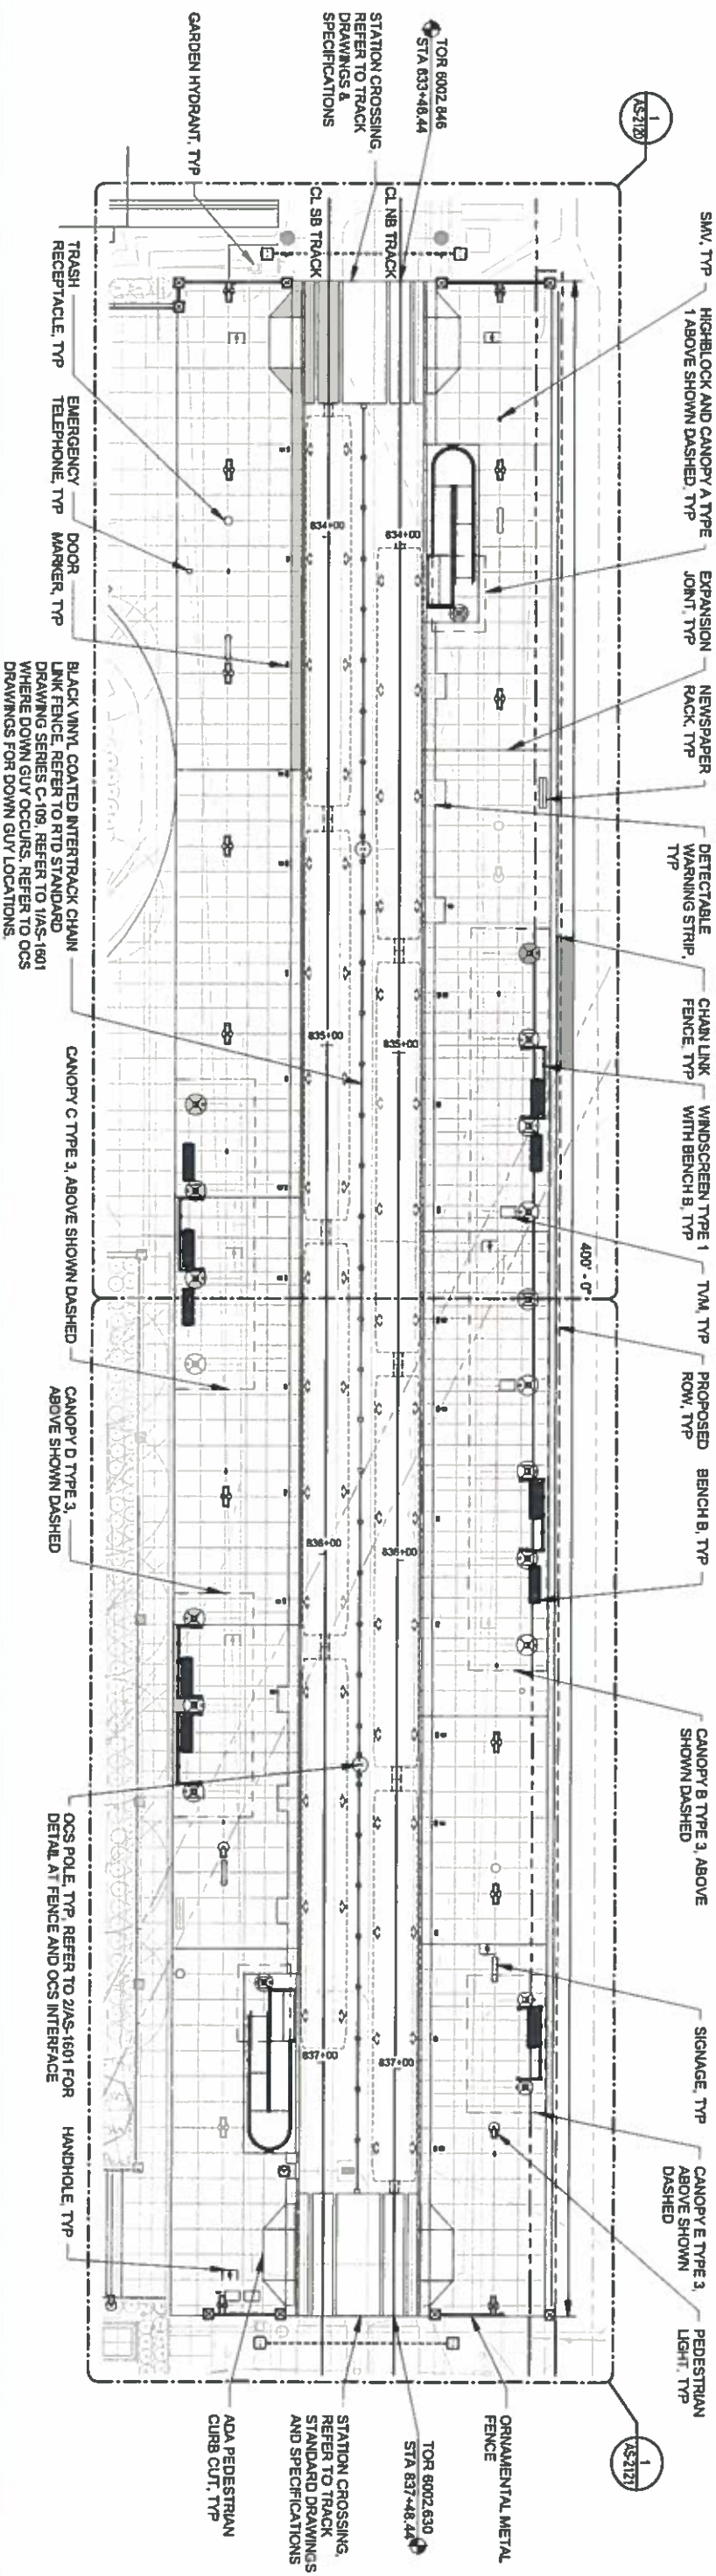 1
AS-2120
SMV, TYP
HIGHBLOCK AND CANOPY A TYPE
1 ABOVE SHOWN DASHED, TYP
EXPANSION
JOINT, TYP
NEWSPAPER
RACK, TYP
DETECTABLE
WARNING STRIP,
TYP
CHAIN LINK
FENCE, TYP
WINDSCREEN TYPE 1
WITH BENCH B, TYP
TVM, TYP
PROPOSED
ROW, TYP
BENCH B, TYP
CANOPY B TYPE 3, ABOVE
SHOWN DASHED
SIGNAGE, TYP
CANOPY E TYPE 3,
ABOVE SHOWN
DASHED
PEDESTRIAN
LIGHT, TYP
1
AS-2121
400' - 0"
ORNAMENTAL METAL
FENCE
TOR 6002.846
STA 833+48.44
TOR 6002.630
STA 837+48.44
CL NB TRACK
834+00
835+00
836+00
837+00
STATION CROSSING,
REFER TO TRACK
DRAWINGS &
SPECIFICATIONS
CL SB TRACK
834+00
835+00
836+00
837+00
STATION CROSSING,
REFER TO TRACK
STANDARD DRAWINGS
AND SPECIFICATIONS
GARDEN HYDRANT, TYP
ADA PEDESTRIAN
CURB CUT, TYP
TRASH
RECEPTACLE, TYP
EMERGENCY
TELEPHONE, TYP
DOOR
MARKER, TYP
BLACK VINYL COATED INTERTRACK CHAIN
LINK FENCE, REFER TO RTD STANDARD
DRAWING SERIES C-109. REFER TO 1/AS-1601
WHERE DOWN GUY OCCURS. REFER TO OCS
DRAWINGS FOR DOWN GUY LOCATIONS.
CANOPY C TYPE 3, ABOVE SHOWN DASHED
CANOPY D TYPE 3,
ABOVE SHOWN DASHED
OCS POLE, TYP, REFER TO 2/AS-1601 FOR
DETAIL AT FENCE AND OCS INTERFACE
HANDHOLE, TYP